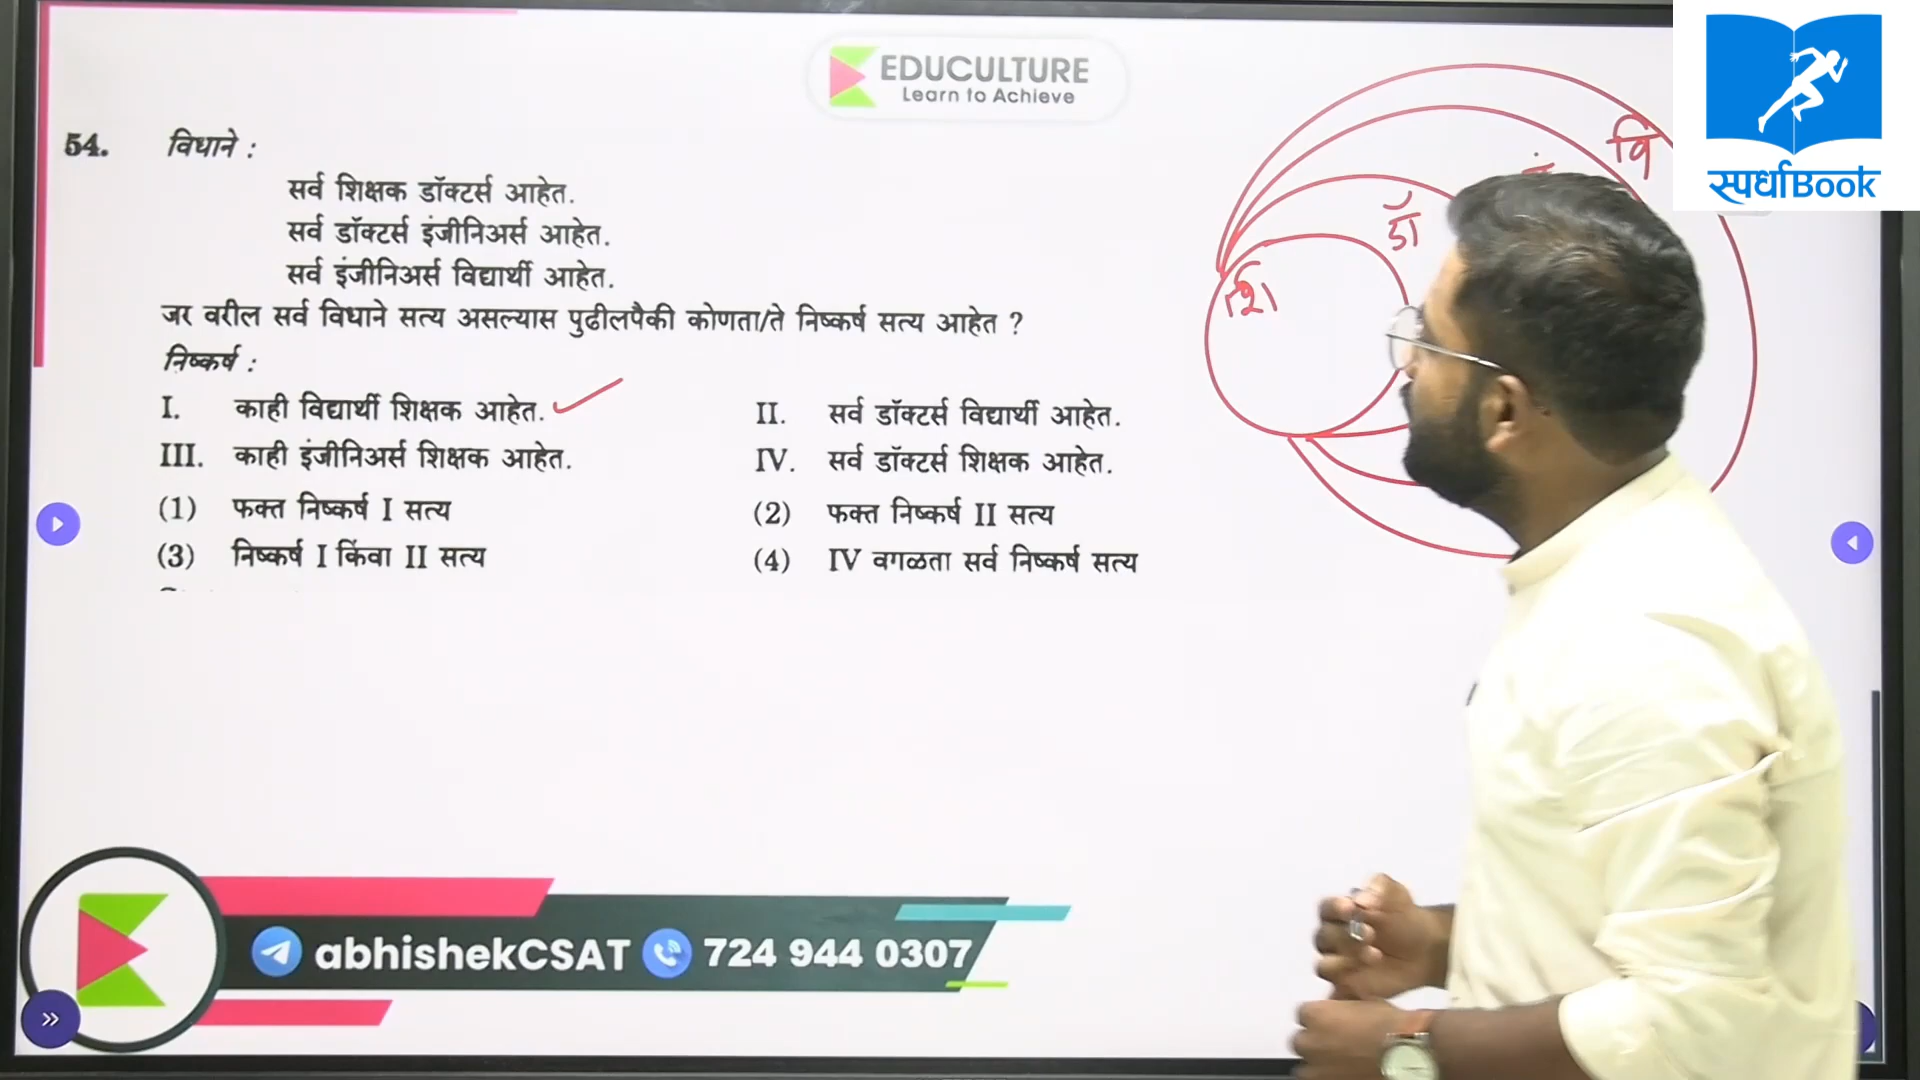 EDUCULTURE
Learn to Achieve
स्पर्धाBook
54. विधाने :
सर्व शिक्षक डॉक्टर्स आहेत.
सर्व डॉक्टर्स इंजीनिअर्स आहेत.
सर्व इंजीनिअर्स विद्यार्थी आहेत.
जर वरील सर्व विधाने सत्य असल्यास पुढीलपैकी कोणता/ते निष्कर्ष सत्य आहेत ?
निष्कर्ष :
I. काही विद्यार्थी शिक्षक आहेत. II. सर्व डॉक्टर्स विद्यार्थी आहेत.
III. काही इंजीनिअर्स शिक्षक आहेत. IV. सर्व डॉक्टर्स शिक्षक आहेत.
(1) फक्त निष्कर्ष I सत्य (2) फक्त निष्कर्ष II सत्य
(3) निष्कर्ष I किंवा II सत्य (4) IV वगळता सर्व निष्कर्ष सत्य
वि
डॉ
शि
abhishekCSAT 724 944 0307